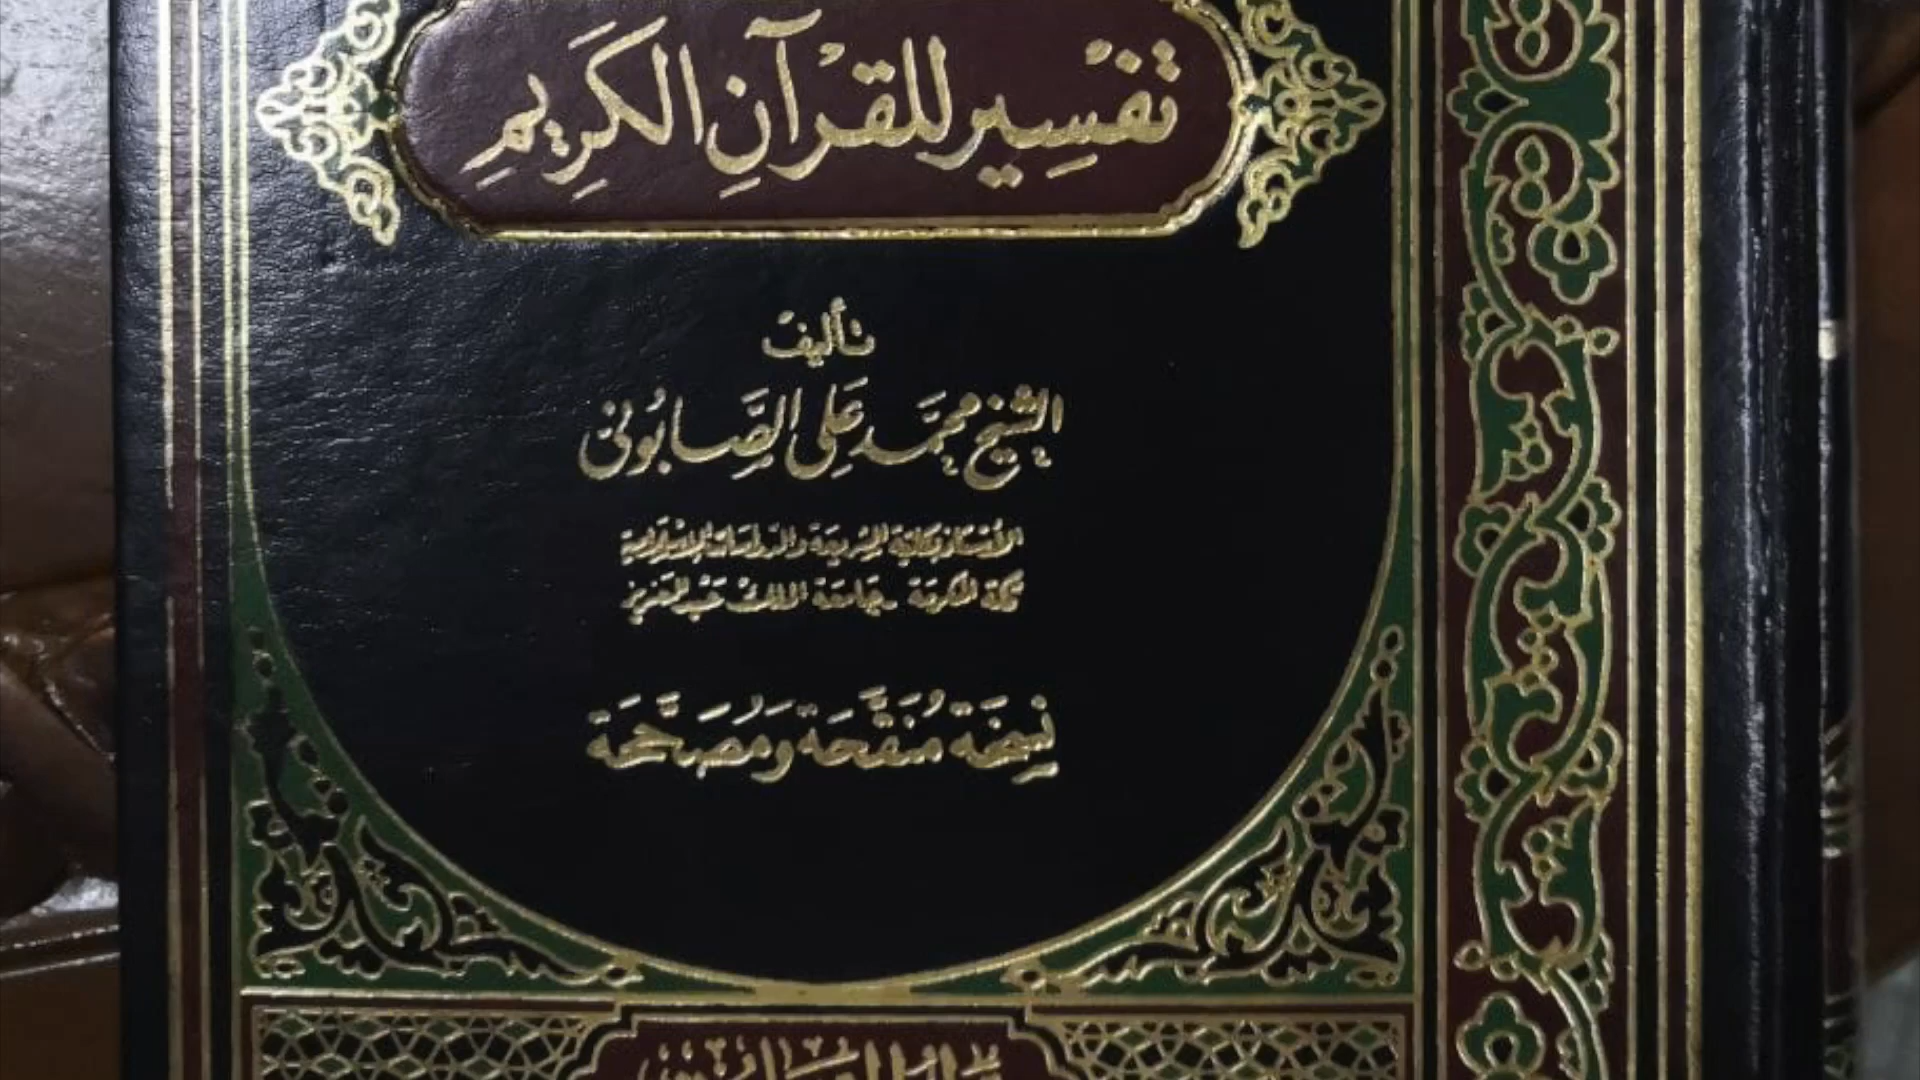 تفسير للقرآن الكريم
تأليف
الشيخ محمد علي الصابوني
الأستاذ بكلية الشريعة والدراسات الإسلامية
مكة المكرمة - جامعة الملك عبد العزيز
نسخة منقحة ومصححة